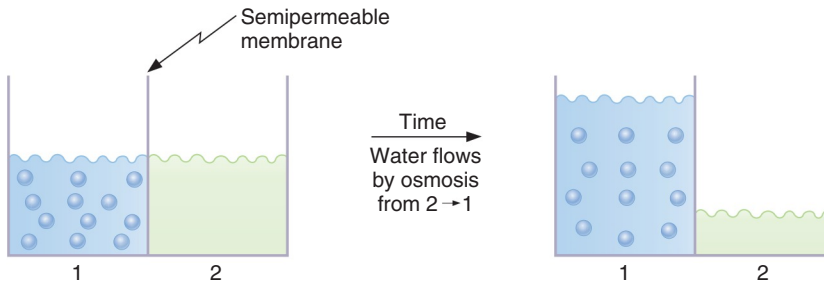 Semipermeable
membrane
Time
Water flows
by osmosis
from 2→1
1
2
1
2